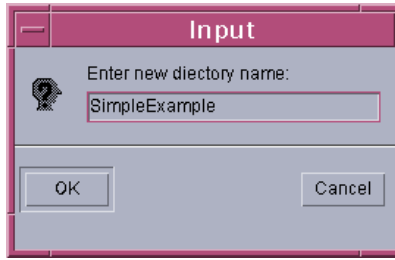 Input
Enter new diectory name:
SimpleExample
OK
Cancel